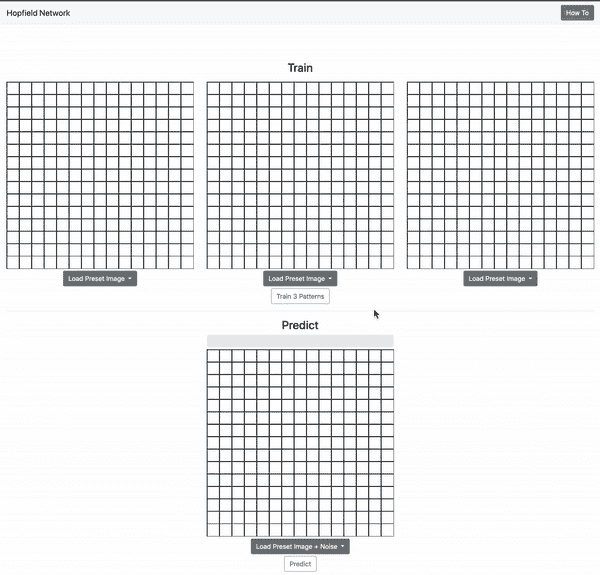 Hopfield Network
How To
Train
Load Preset Image
Load Preset Image
Load Preset Image
Train 3 Patterns
Predict
Load Preset Image + Noise
Predict